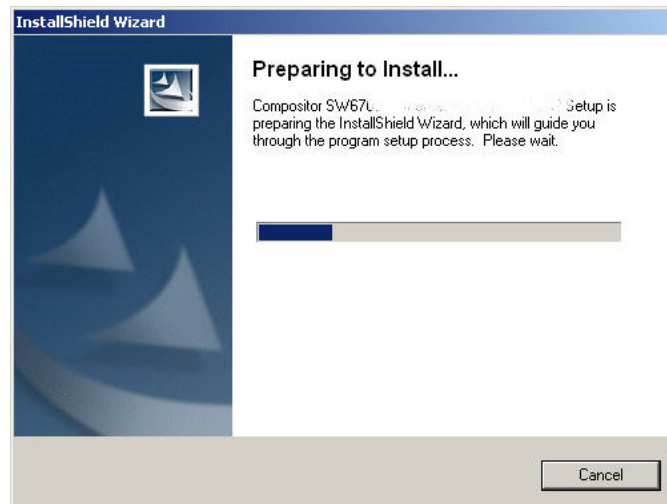 InstallShield Wizard
Preparing to Install...
Compositor Setup is
preparing the InstallShield Wizard, which will guide you
through the program setup process. Please wait.
Cancel